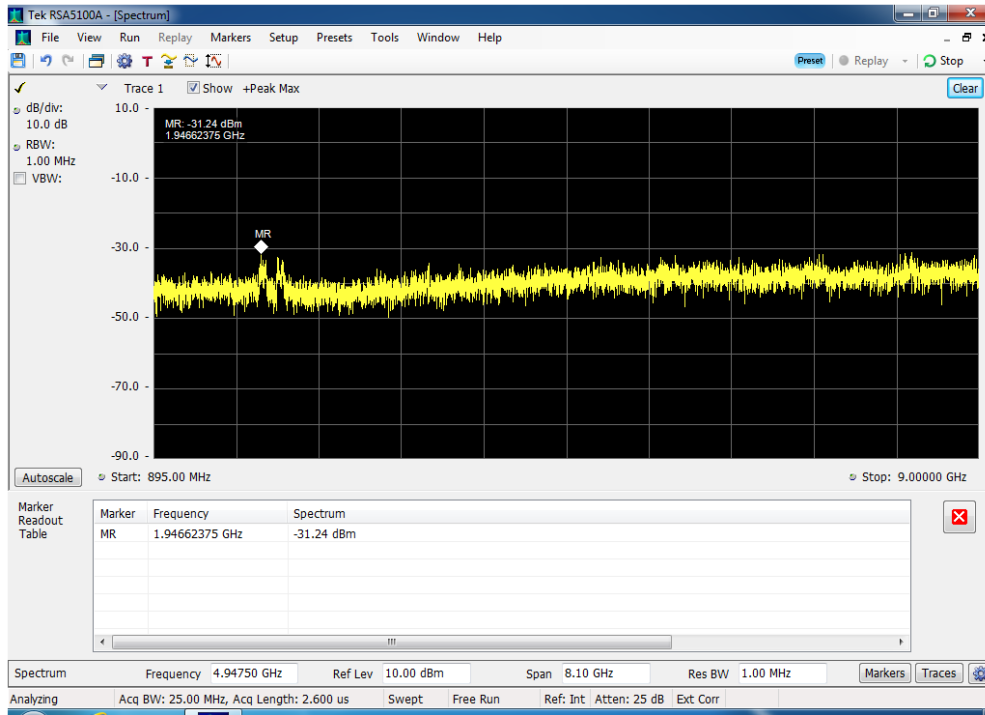 Tek RSA5100A - [Spectrum]
File View Run Replay Markers Setup Presets Tools Window Help
T Preset Replay Stop
Trace 1 Show +Peak Max Clear
dB/div:
10.0 dB
RBW:
1.00 MHz
VBW:
10.0
MR: -31.24 dBm
1.94662375 GHz
-10.0
MR
-30.0
-50.0
-70.0
-90.0
Autoscale Start: 895.00 MHz Stop: 9.00000 GHz
Marker
Readout
Table
Marker Frequency Spectrum
MR 1.94662375 GHz -31.24 dBm
Spectrum Frequency 4.94750 GHz Ref Lev 10.00 dBm Span 8.10 GHz Res BW 1.00 MHz Markers Traces
Analyzing Acq BW: 25.00 MHz, Acq Length: 2.600 us Swept Free Run Ref: Int Atten: 25 dB Ext Corr